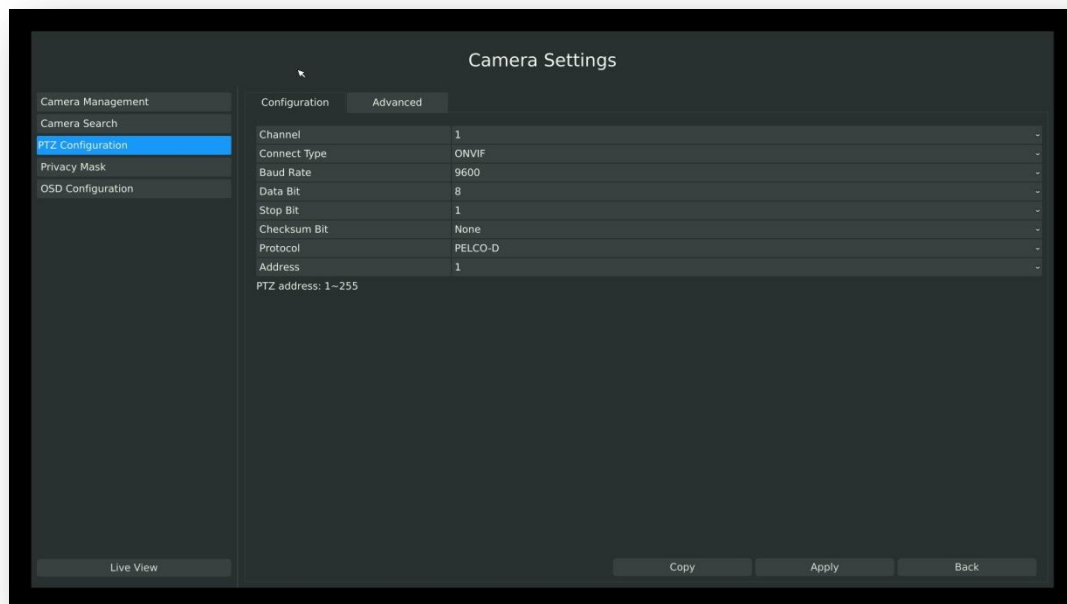 Camera Settings
Camera Management
Camera Search
PTZ Configuration
Privacy Mask
OSD Configuration
Live View
Configuration Advanced
Channel 1
Connect Type ONVIF
Baud Rate 9600
Data Bit 8
Stop Bit 1
Checksum Bit None
Protocol PELCO-D
Address 1
PTZ address: 1~255
Copy Apply Back